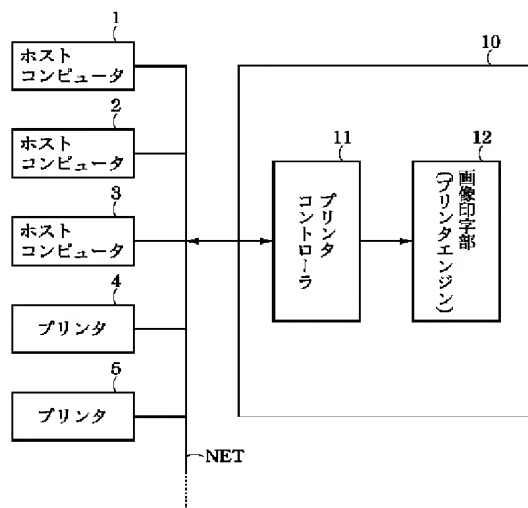 1
ホスト
コンピュータ
2
ホスト
コンピュータ
3
ホスト
コンピュータ
4
プリンタ
5
プリンタ
NET
10
11
プリンタ
コントローラ
12
画像印字部
(プリンタエンジン)